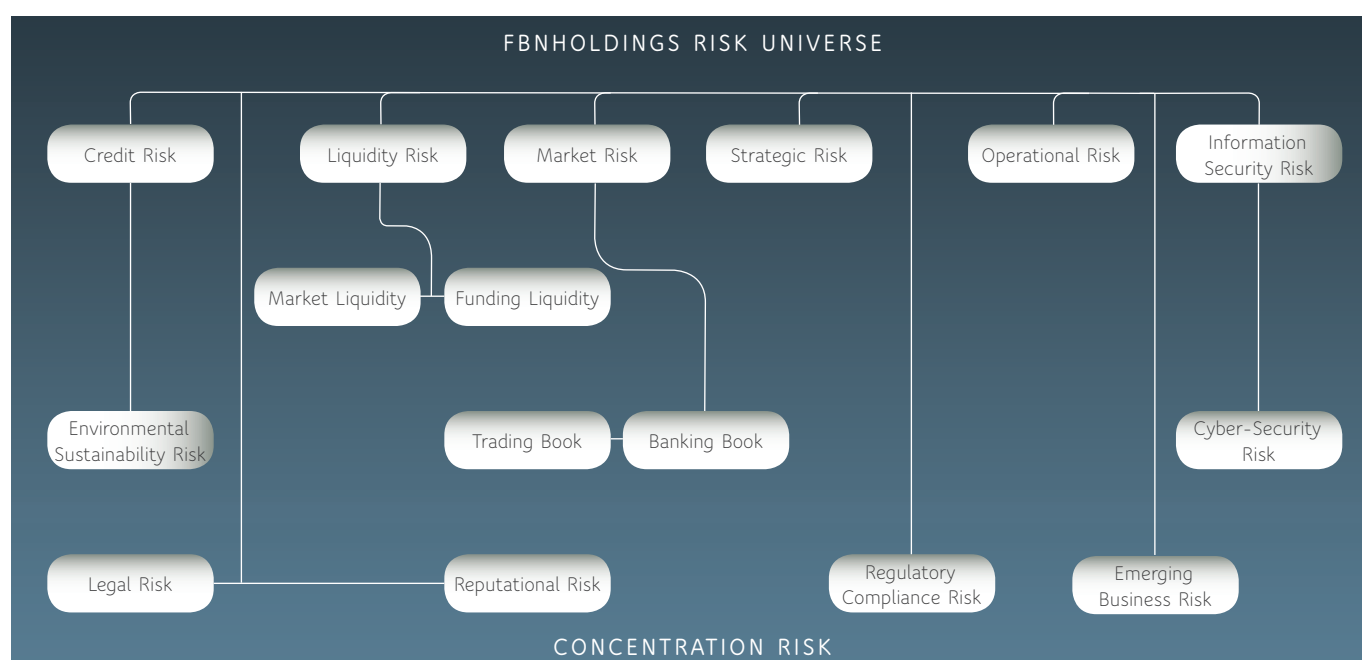 FBNHOLDINGS RISK UNIVERSE
Credit Risk
Liquidity Risk
Market Risk
Strategic Risk
Operational Risk
Information
Security Risk
Market Liquidity
Funding Liquidity
Environmental
Sustainability Risk
Trading Book
Banking Book
Cyber-Security
Risk
Legal Risk
Reputational Risk
Regulatory
Compliance Risk
Emerging
Business Risk
CONCENTRATION RISK